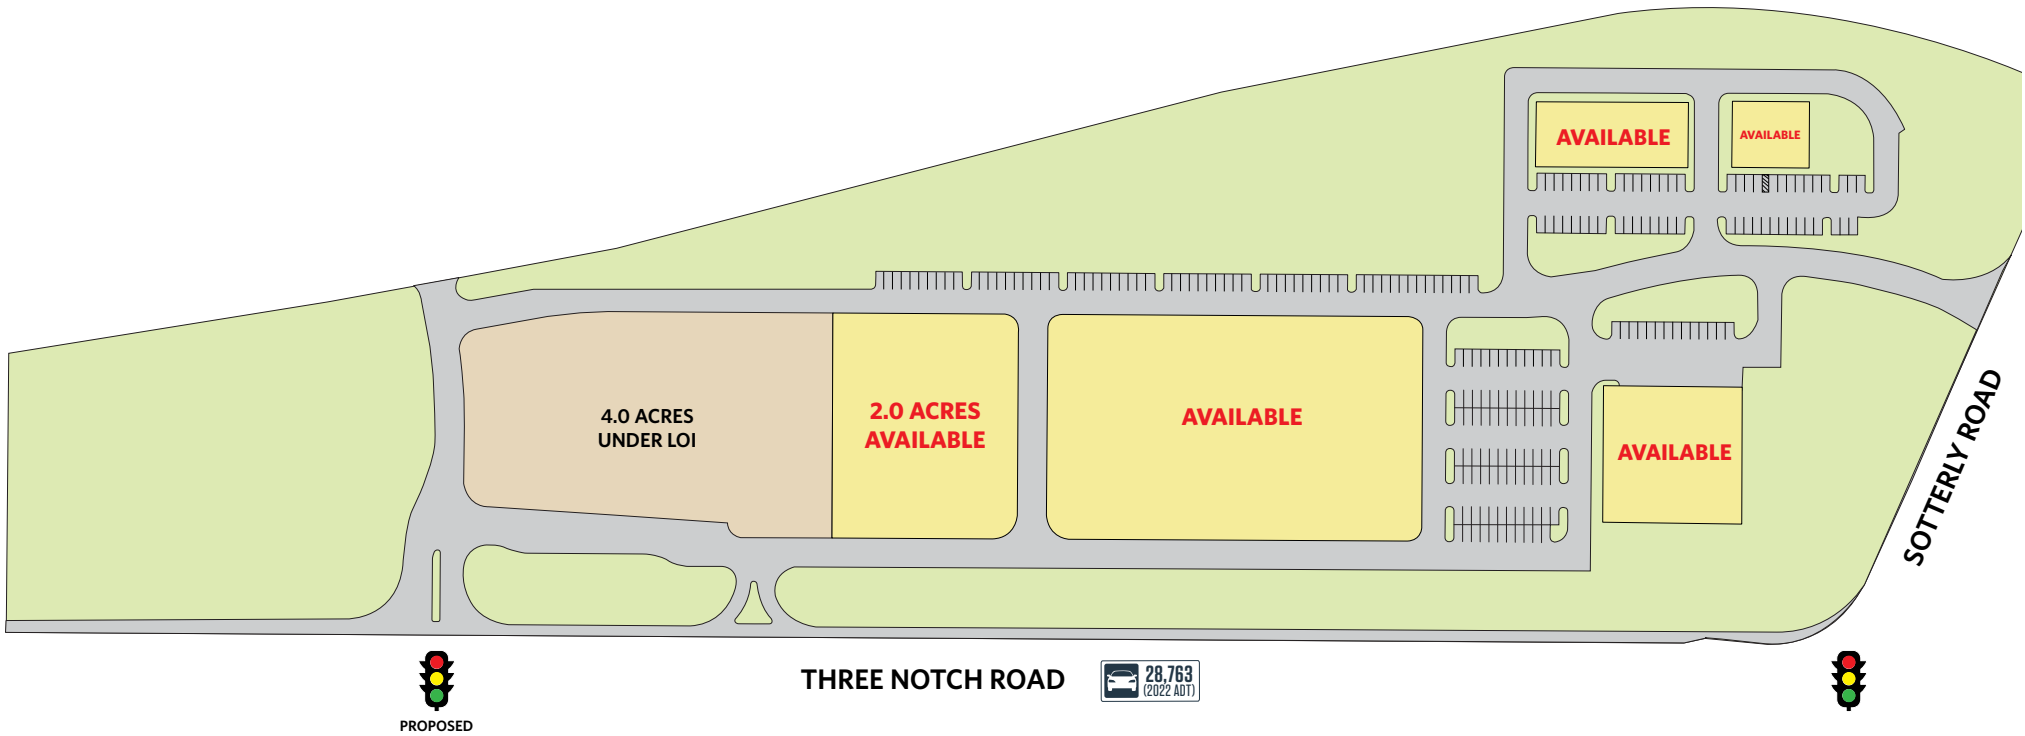 AVAILABLE
AVAILABLE
4.0 ACRES
UNDER LOI
2.0 ACRES
AVAILABLE
AVAILABLE
AVAILABLE
SOTTERLY ROAD
THREE NOTCH ROAD
28,763
(2022 ADT)
PROPOSED